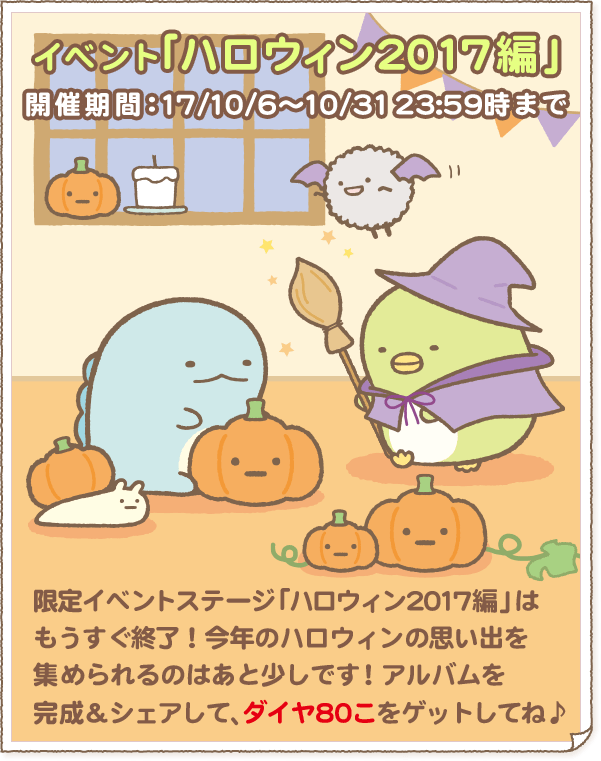 イベント「ハロウィン2017編」
開催期間：17/10/6～10/31 23:59時まで
限定イベントステージ「ハロウィン2017編」は
もうすぐ終了！今年のハロウィンの思い出を
集められるのはあと少しです！アルバムを
完成＆シェアして、ダイヤ80こをゲットしてね♪